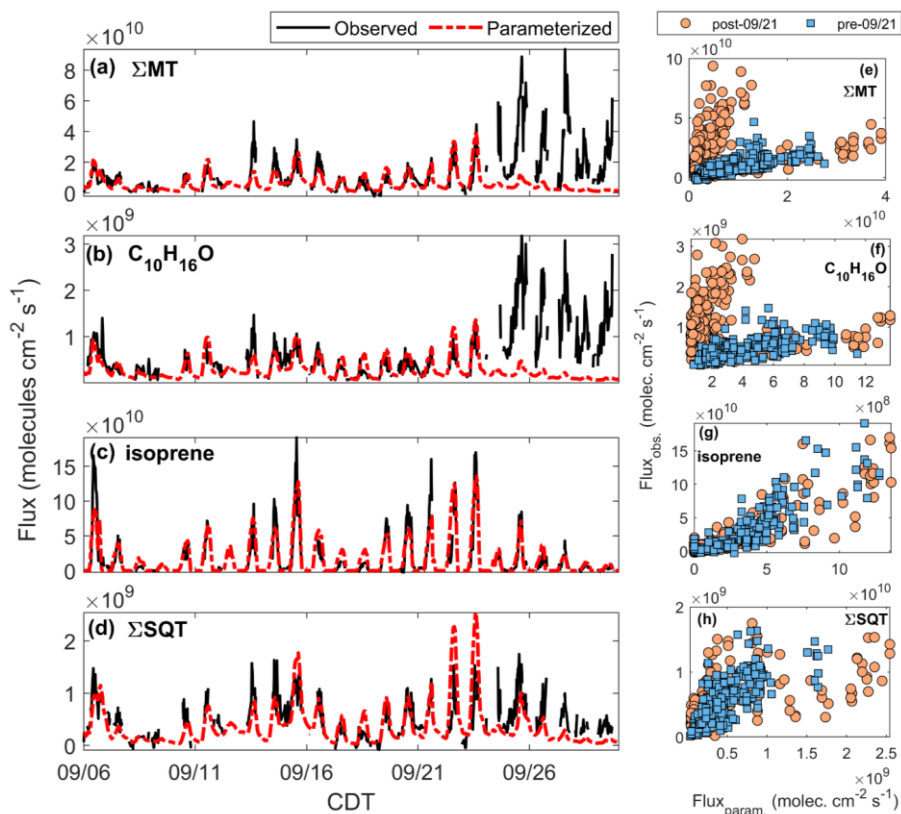 Observed Parameterized
post-09/21 pre-09/21
×10^10
(a) ΣMT
8
6
4
2
0
×10^9
(b) C10H16O
3
2
1
0
×10^10
(c) isoprene
15
10
5
0
×10^9
(d) ΣSQT
2
1
0
09/06 09/11 09/16 09/21 09/26
CDT
Flux (molecules cm^-2 s^-1)
×10^10
10
5
0
(e)
ΣMT
0 2 4
×10^10
×10^9
3
2
1
(f)
C10H16O
2 4 6 8 10 12
×10^8
×10^10
15
10
5
0
(g)
isoprene
0 5 10
×10^10
×10^9
2
1
0
(h) ΣSQT
0.5 1 1.5 2 2.5
×10^9
Flux_param. (molec. cm^-2 s^-1)
Flux_obs. (molec. cm^-2 s^-1)